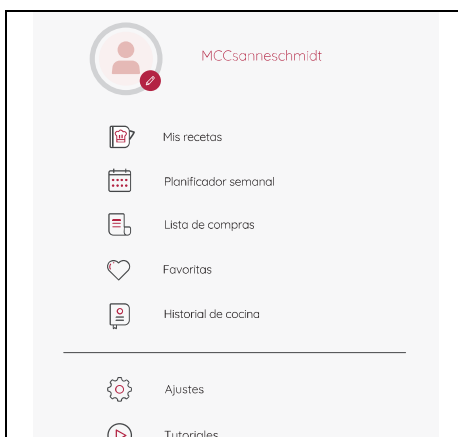 MCCsanneschmidt
Mis recetas
Planificador semanal
Lista de compras
Favoritas
Historial de cocina
Ajustes
Tutoriales